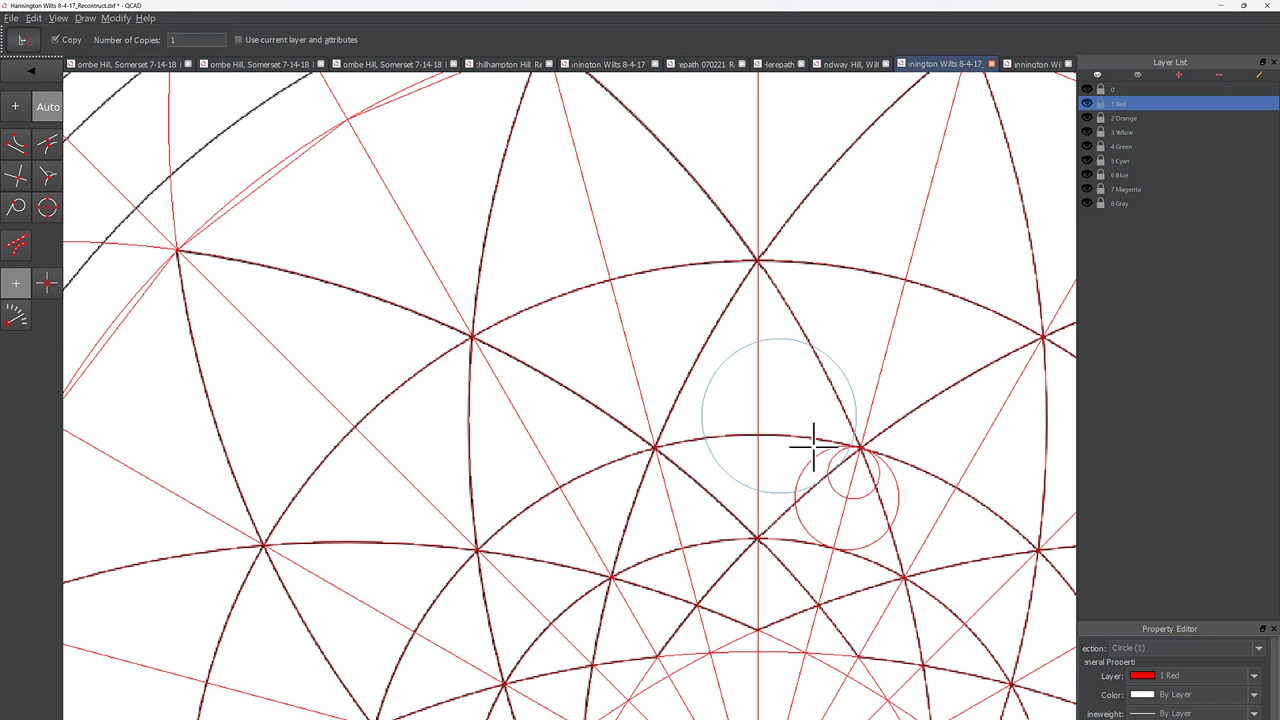 Hannington Wilts 8-4-17_Reconstruct.dxf * - QCAD
File Edit View Draw Modify Help
Copy Number of Copies: 1 Use current layer and attributes
ombe Hill, Somerset 7-14-18 ombe Hill, Somerset 7-14-18 ombe Hill, Somerset 7-14-18 :hilhampton Hill Re nnington Wilts 8-4-17 repath 070221 R Herepath ndway Hill, Wilt nnington Wilts 8-4-17_ nnington Wi
Layer List
Auto
0
1 Red
2 Orange
3 Yellow
4 Green
5 Cyan
6 Blue
7 Magenta
8 Gray
Property Editor
ection: Circle (1)
eneral Properti
Layer: 1 Red
Color: By Layer
ineweight: By Layer